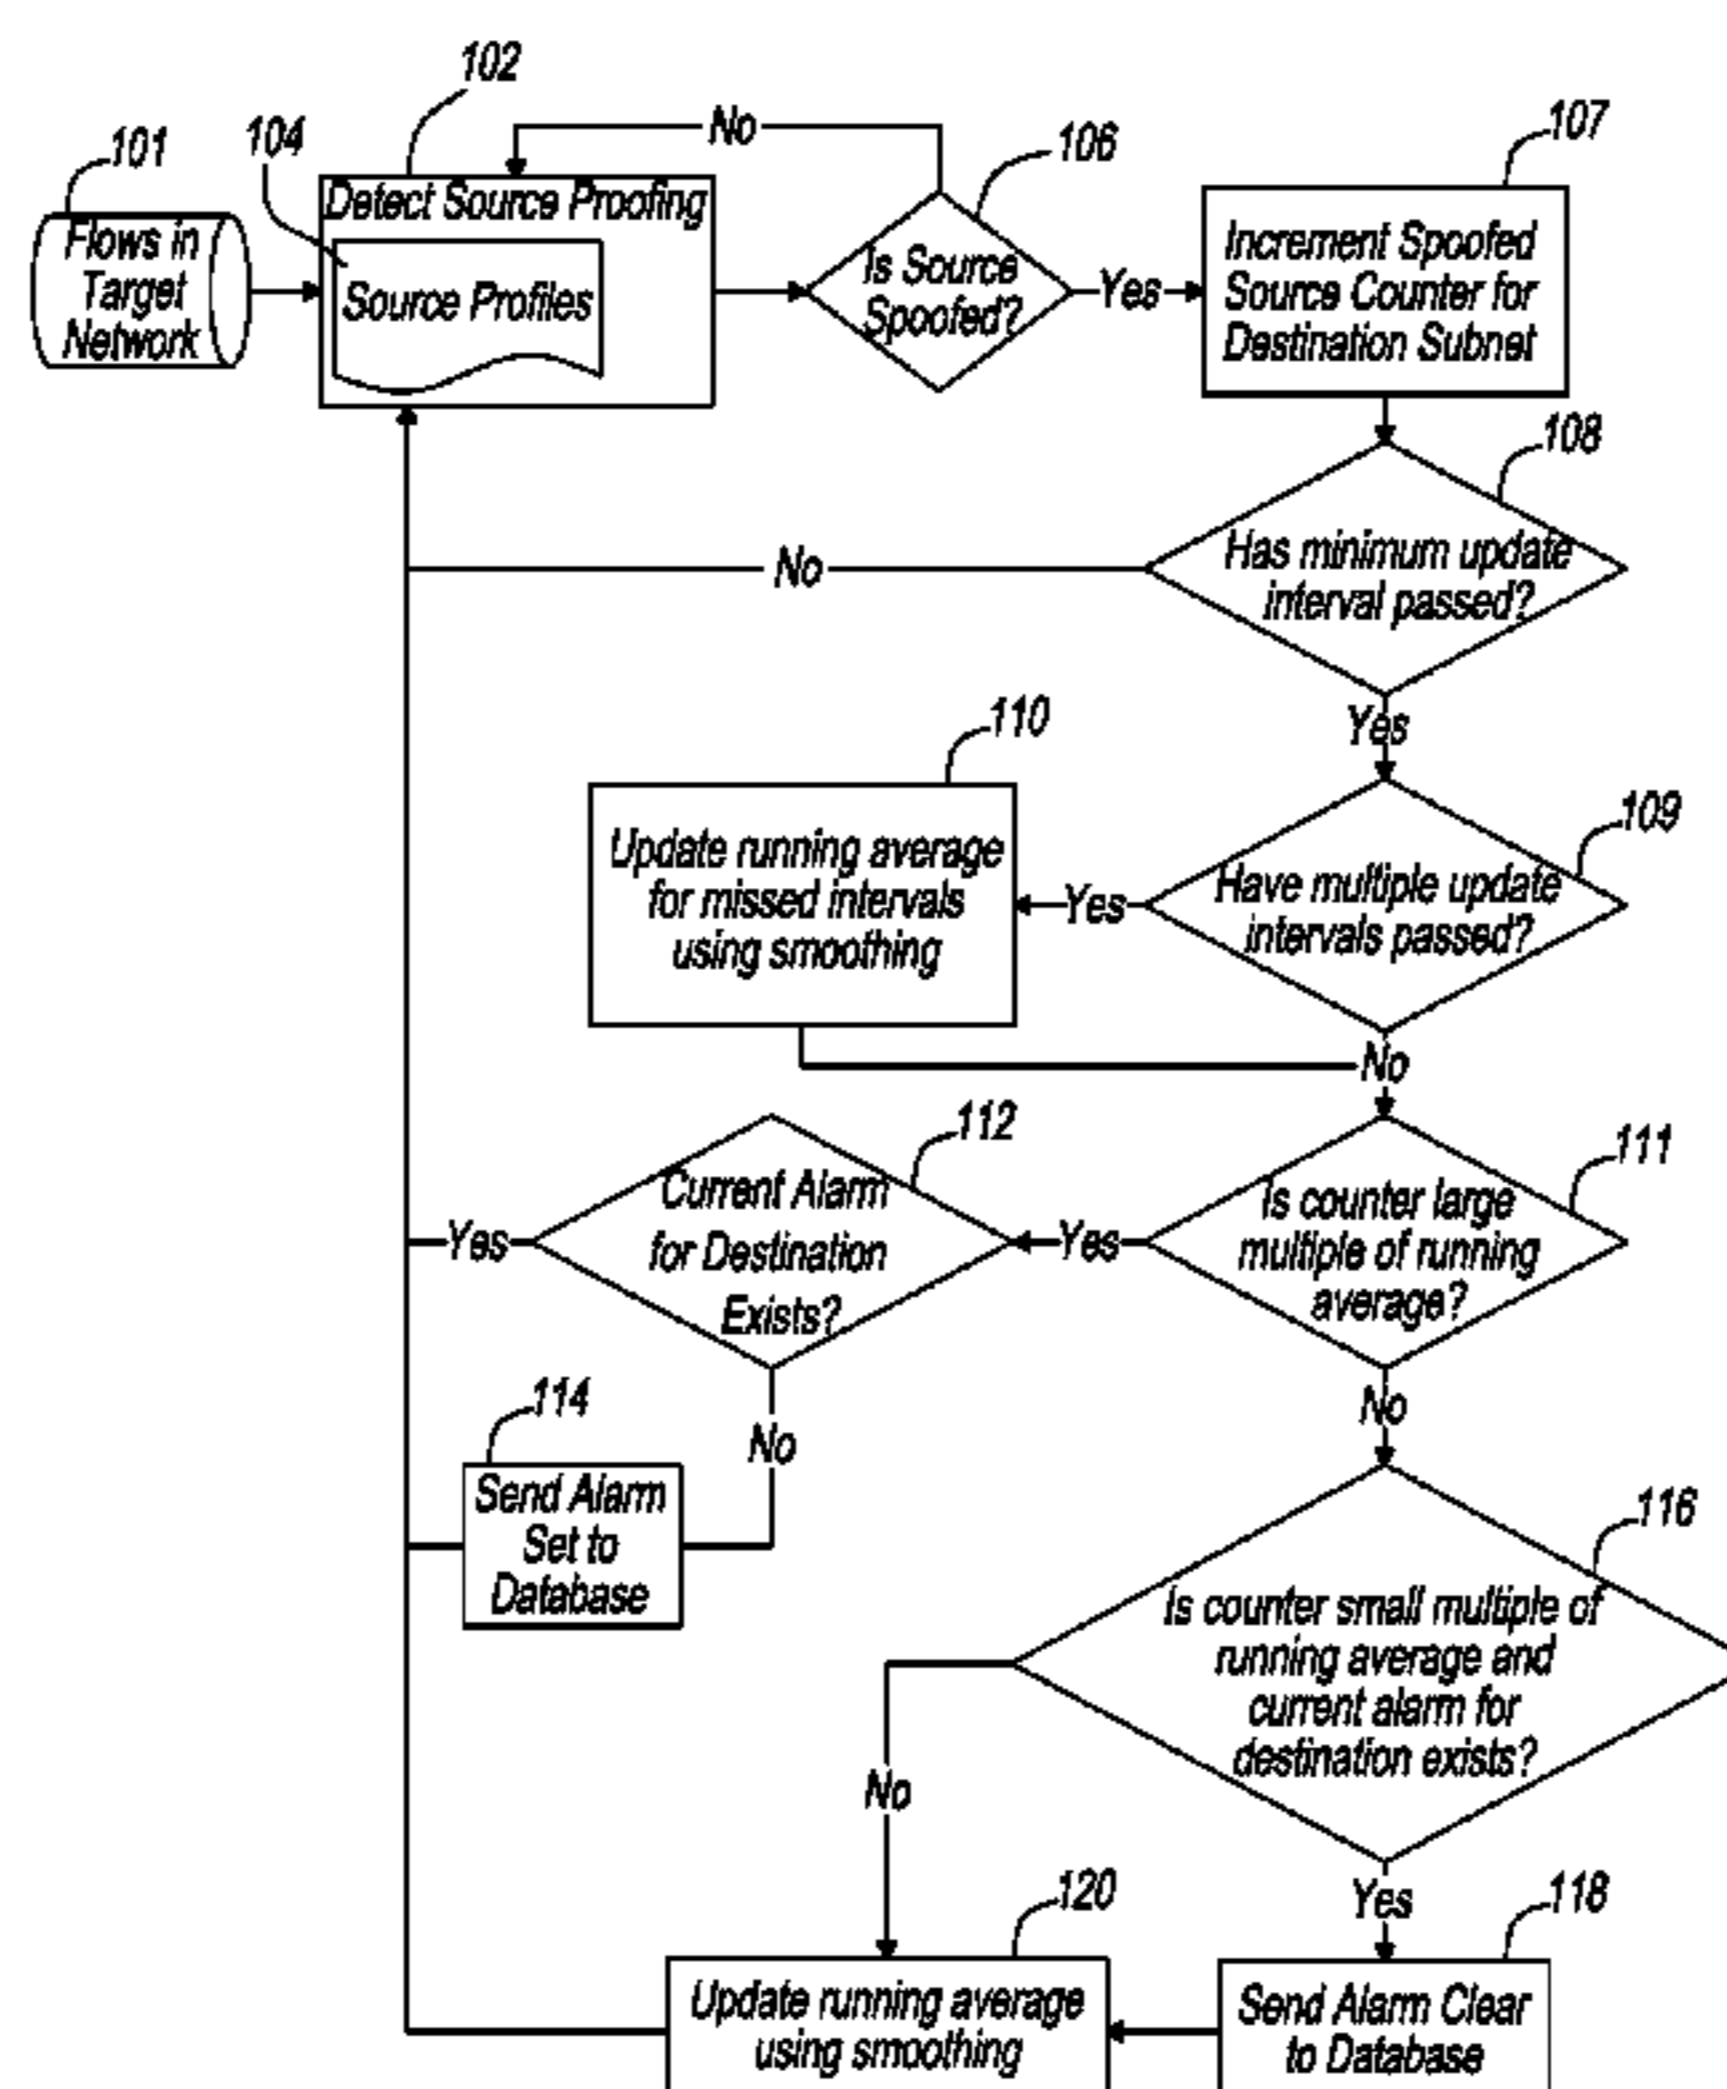 102
107
101
104
No
106
Detect Source Proofing
Flows in
Target
Network
Source Profiles
Is Source
Spoofed?
Yes
Increment Spoofed
Source Counter for
Destination Subnet
108
No
Has minimum update
interval passed?
Yes
110
109
Update running average
for missed intervals
using smoothing
Yes
Have multiple update
intervals passed?
No
112
111
Current Alarm
for Destination
Exists?
Yes
Yes
Is counter large
multiple of running
average?
No
114
No
Send Alarm
Set to
Database
116
Is counter small multiple of
running average and
current alarm for
destination exists?
No
Yes
120
118
Update running average
using smoothing
Send Alarm Clear
to Database